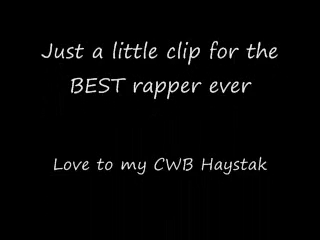 Just a little clip for the
BEST rapper ever
Love to my CWB Haystak